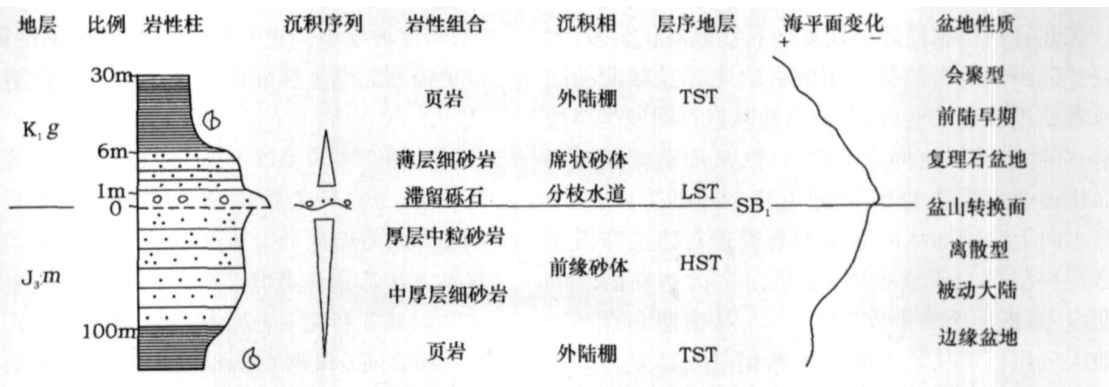 地层 比例 岩性柱 沉积序列 岩性组合 沉积相 层序地层 海平面变化 盆地性质
+ −
30m 会聚型
页岩 外陆棚 TST
前陆早期
K₁g
6m 薄层细砂岩 席状砂体 复理石盆地
1m 滞留砾石 分枝水道 LST
0 SB₁ 盆山转换面
厚层中粒砂岩
前缘砂体 HST 离散型
J₃m
中厚层细砂岩 被动大陆
100m 边缘盆地
页岩 外陆棚 TST